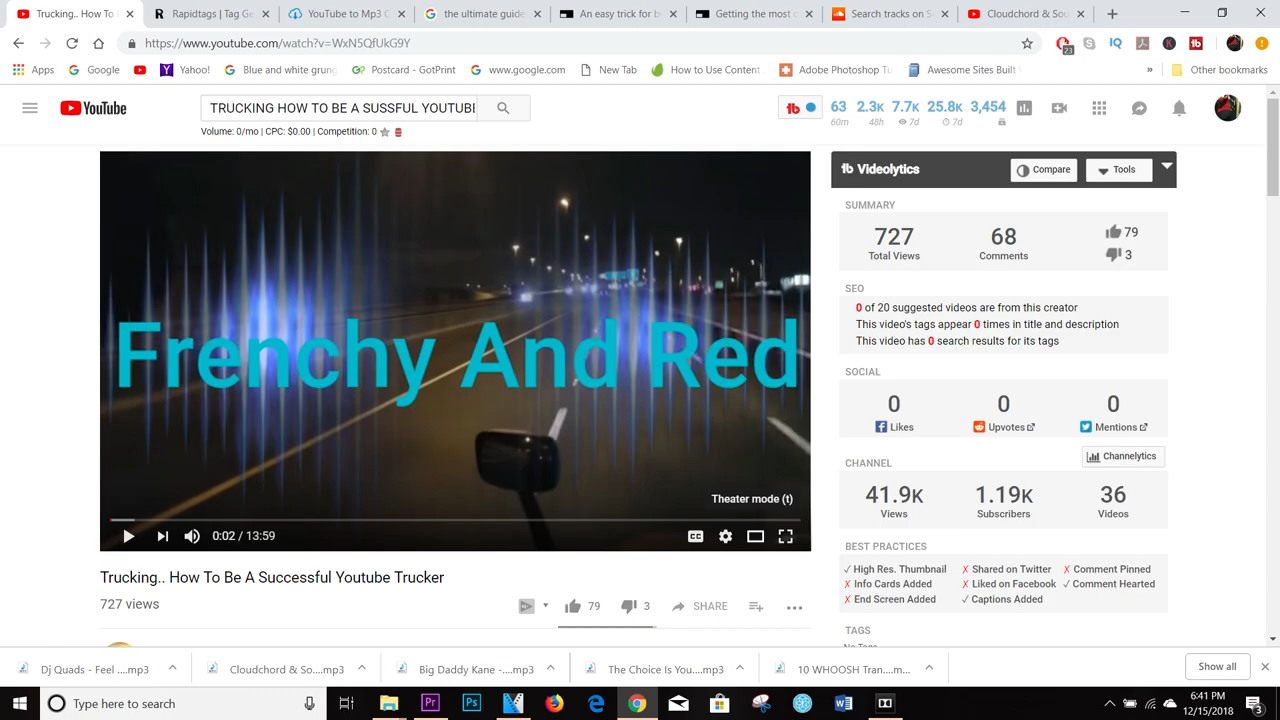 Trucking.. How To B
Rapidtags | Tag Ge
YouTube to Mp3 C
the ultimate guide
An easy trick for b
Getting the most c
Search tracks on S
Cloudchord & Sou
https://www.youtube.com/watch?v=WxN5QfUkG9Y
23
Apps
Google
Yahoo!
Blue and white grung
Postcard - GotPrint
www.google.com
New Tab
How to Use Content
Adobe Photoshop Tu
Awesome Sites Built
Other bookmarks
YouTube
TRUCKING HOW TO BE A SUSSFUL YOUTUBE
Volume: 0/mo | CPC: $0.00 | Competition: 0
63 2.3K 7.7K 25.8K 3,454
60m 48h 7d 7d
Frenchy And Red
Theater mode (t)
0:02 / 13:59
Trucking.. How To Be A Successful Youtube Trucker
727 views
79 3 SHARE
Videolytics
Compare
Tools
SUMMARY
727 68 79
Total Views Comments 3
SEO
0 of 20 suggested videos are from this creator
This video's tags appear 0 times in title and description
This video has 0 search results for its tags
SOCIAL
0 0 0
Likes Upvotes Mentions
CHANNEL
Channelytics
41.9K 1.19K 36
Views Subscribers Videos
BEST PRACTICES
✓ High Res. Thumbnail ✗ Shared on Twitter ✗ Comment Pinned
✗ Info Cards Added ✗ Liked on Facebook ✓ Comment Hearted
✗ End Screen Added ✓ Captions Added
TAGS
Dj Quads - Feel ....mp3
Cloudchord & So....mp3
Big Daddy Kane -....mp3
The Choice Is You....mp3
10 WHOOSH Tran....m...
Show all
Type here to search
6:41 PM
12/15/2018
3